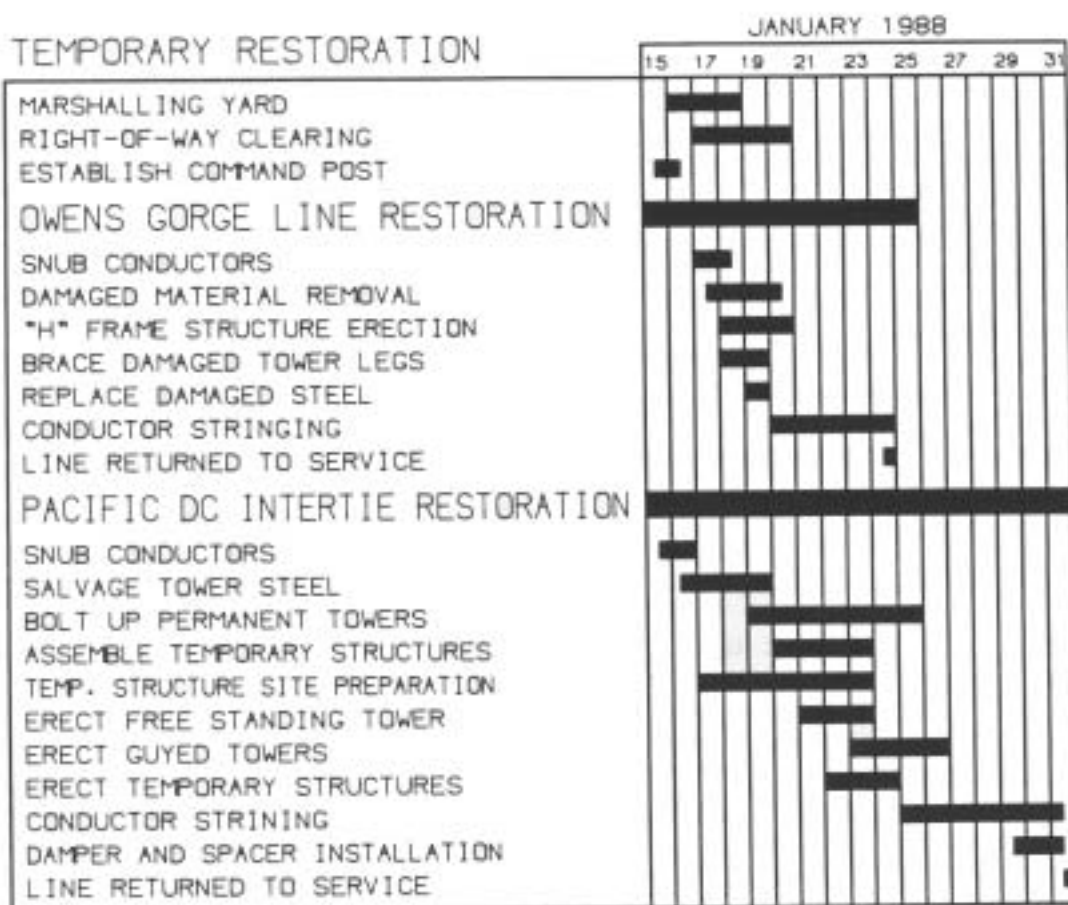 JANUARY 1988
TEMPORARY RESTORATION
15 17 19 21 23 25 27 29 31
MARSHALLING YARD
RIGHT-OF-WAY CLEARING
ESTABLISH COMMAND POST
OWENS GORGE LINE RESTORATION
SNUB CONDUCTORS
DAMAGED MATERIAL REMOVAL
"H" FRAME STRUCTURE ERECTION
BRACE DAMAGED TOWER LEGS
REPLACE DAMAGED STEEL
CONDUCTOR STRINGING
LINE RETURNED TO SERVICE
PACIFIC DC INTERTIE RESTORATION
SNUB CONDUCTORS
SALVAGE TOWER STEEL
BOLT UP PERMANENT TOWERS
ASSEMBLE TEMPORARY STRUCTURES
TEMP. STRUCTURE SITE PREPARATION
ERECT FREE STANDING TOWER
ERECT GUYED TOWERS
ERECT TEMPORARY STRUCTURES
CONDUCTOR STRINING
DAMPER AND SPACER INSTALLATION
LINE RETURNED TO SERVICE